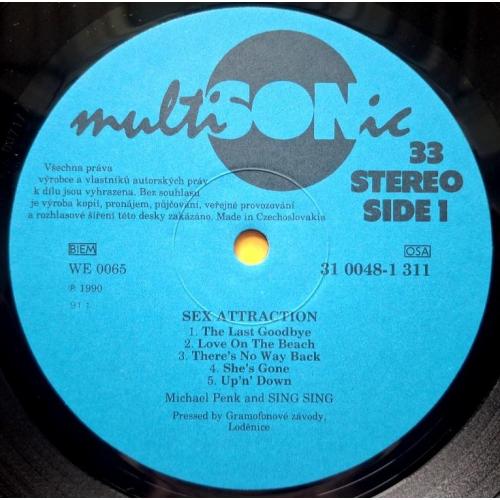 multiSONic
33
STEREO
SIDE 1
Všechna práva
výrobce a vlastníků autorských práv
k dílu jsou vyhrazena. Bez souhlasu
je výroba kopií, pronájem, půjčování, veřejné provozování
a rozhlasové šíření této desky zakázáno. Made in Czechoslovakia
BIEM
OSA
WE 0065
31 0048-1 311
℗ 1990
91 1
SEX ATTRACTION
1. The Last Goodbye
2. Love On The Beach
3. There's No Way Back
4. She's Gone
5. Up'n' Down
Michael Penk and SING SING
Pressed by Gramofonové závody,
Loděnice